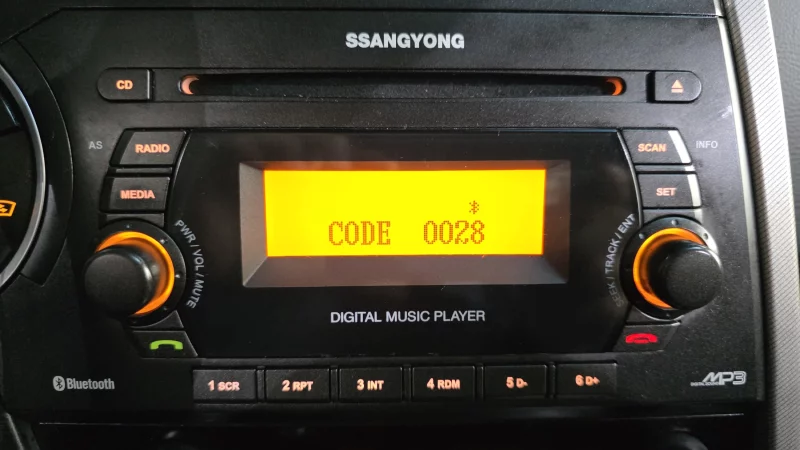 SSANGYONG
CD
AS
RADIO
SCAN
INFO
MEDIA
SET
CODE 0028
PWR / VOL / MUTE
SEEK / TRACK / ENT
DIGITAL MUSIC PLAYER
Bluetooth
1 SCR
2 RPT
3 INT
4 RDM
5 D-
6 D+
MP3